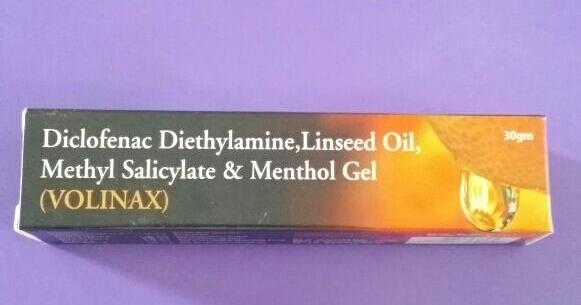 Diclofenac Diethylamine,Linseed Oil,
Methyl Salicylate & Menthol Gel
(VOLINAX)
30gm